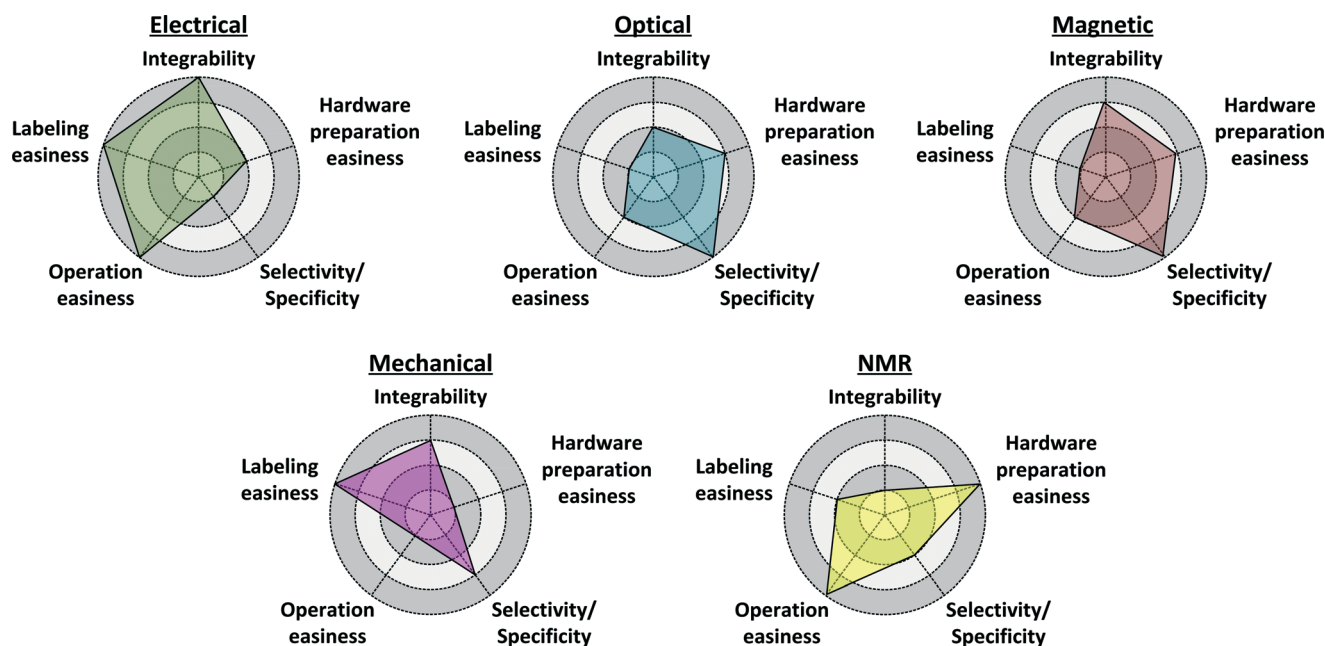 Electrical
Integrability
Hardware
preparation
easiness
Labeling
easiness
Operation
easiness
Selectivity/
Specificity
Optical
Integrability
Hardware
preparation
easiness
Labeling
easiness
Operation
easiness
Selectivity/
Specificity
Magnetic
Integrability
Hardware
preparation
easiness
Labeling
easiness
Operation
easiness
Selectivity/
Specificity
Mechanical
Integrability
Hardware
preparation
easiness
Labeling
easiness
Operation
easiness
Selectivity/
Specificity
NMR
Integrability
Hardware
preparation
easiness
Labeling
easiness
Operation
easiness
Selectivity/
Specificity